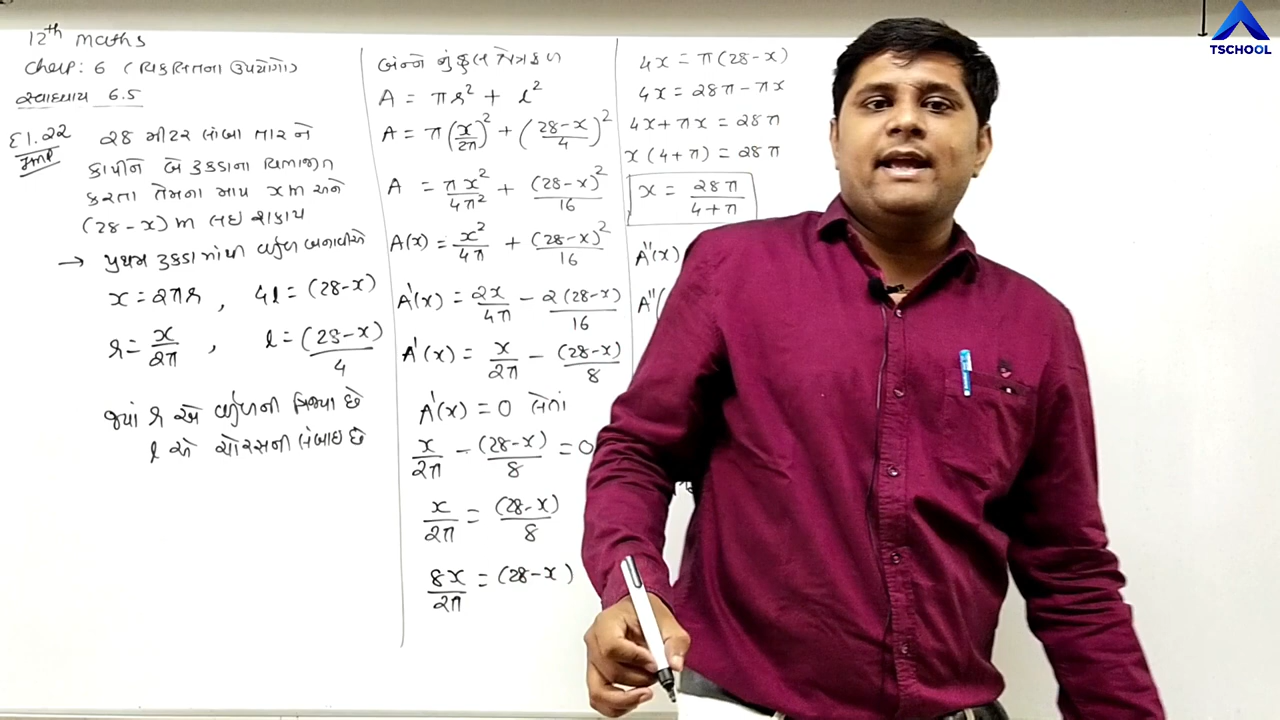 12th maths
Chap: 6 (વિકલિતના ઉપયોગો)
સ્વાધ્યાય 6.5
દા.22 28 મીટર લાંબા તાર ને
Imp
કાપીને બે ટુકડાના વિભાજીત
કરતા તેમના માપ x m અને
(28-x) m લઇ શકાય
→ પ્રથમ ટુકડામાંથી વર્તુળ બનાવીએ
x = 2πr , 4l = (28-x)
r = x/2π , l = (28-x)/4
જ્યાં r એ વર્તુળની ત્રિજ્યા છે
l એ ચોરસની લંબાઇ છે
બંન્ને નું કુલ ક્ષેત્રફળ
A = πr² + l²
A = π(x/2π)² + ((28-x)/4)²
A = πx²/4π² + (28-x)²/16
A(x) = x²/4π + (28-x)²/16
A'(x) = 2x/4π - 2(28-x)/16
A'(x) = x/2π - (28-x)/8
A'(x) = 0 લેતાં
x/2π - (28-x)/8 = 0
x/2π = (28-x)/8
8x/2π = (28-x)
4x = π(28-x)
4x = 28π - πx
4x + πx = 28π
x(4+π) = 28π
x = 28π/4+π
A''(x)
A''(
TSCHOOL